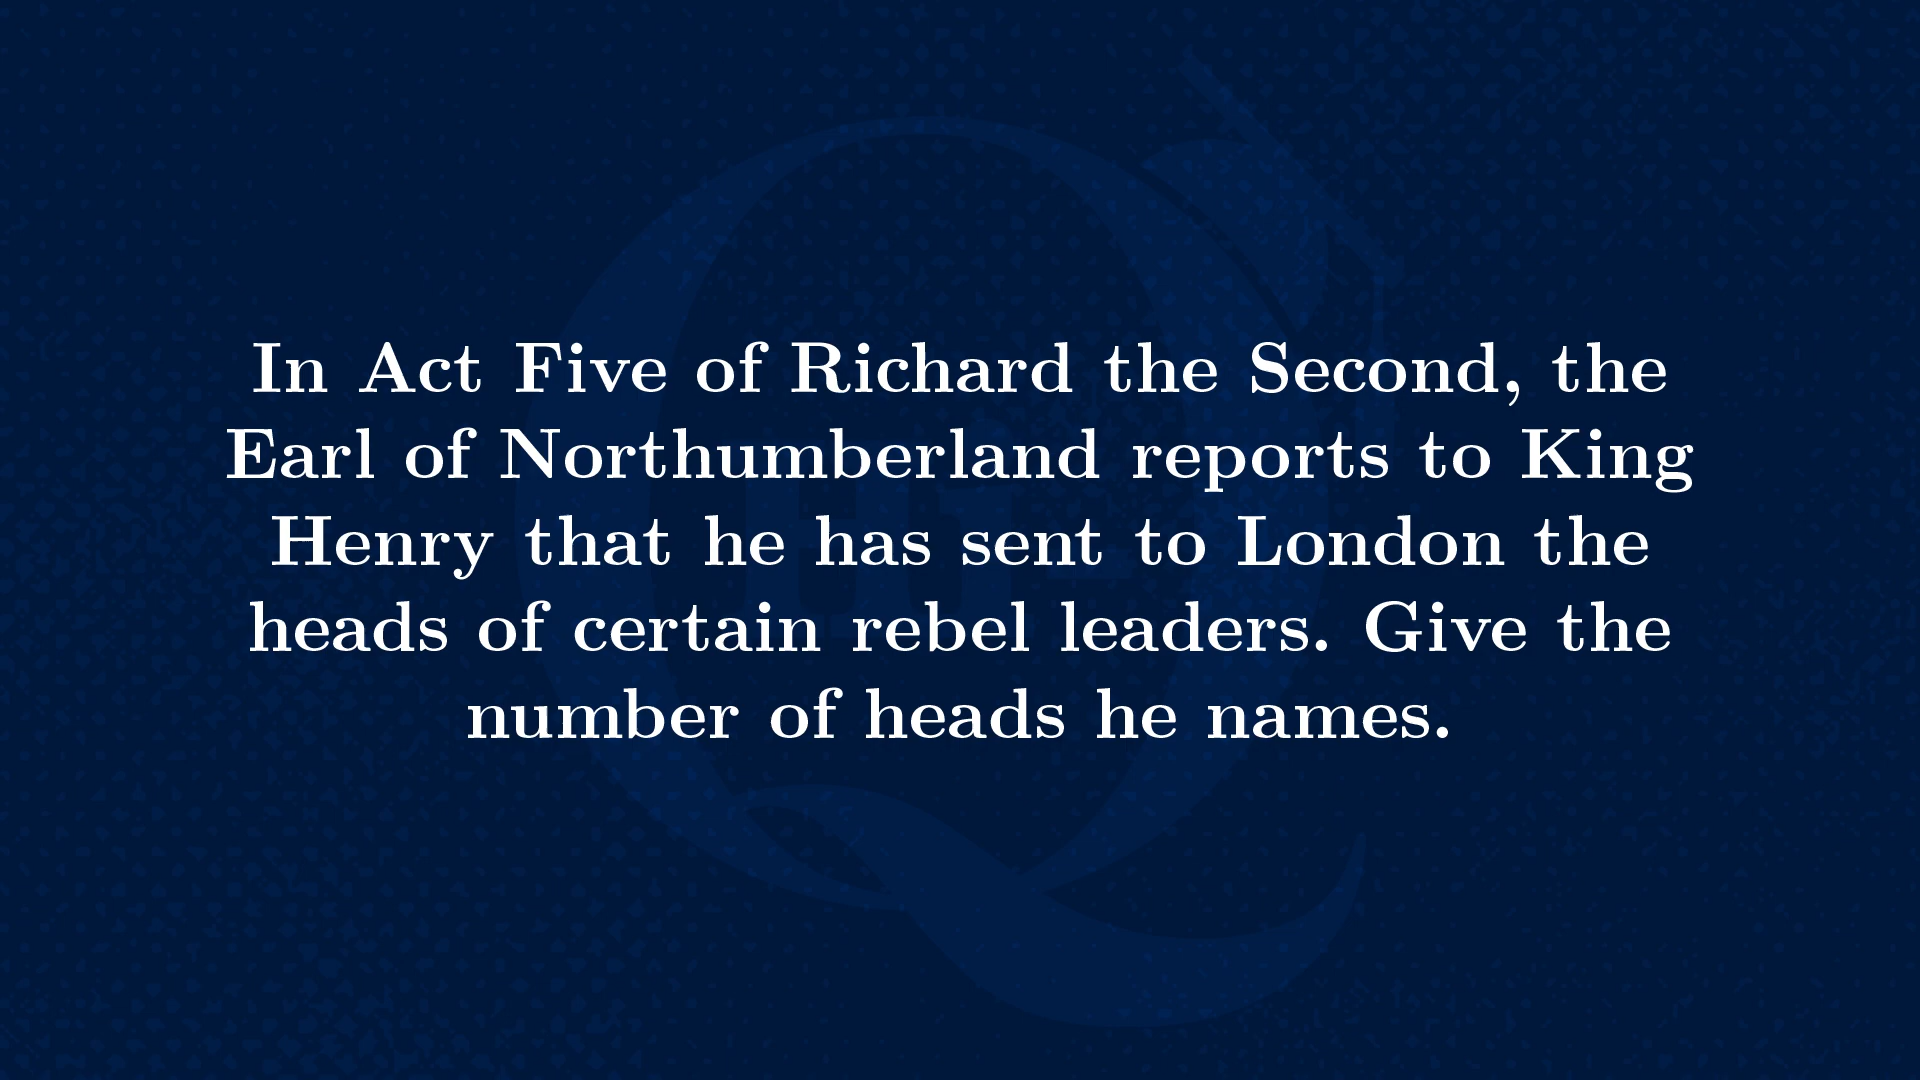 In Act Five of Richard the Second, the
Earl of Northumberland reports to King
Henry that he has sent to London the
heads of certain rebel leaders. Give the
number of heads he names.